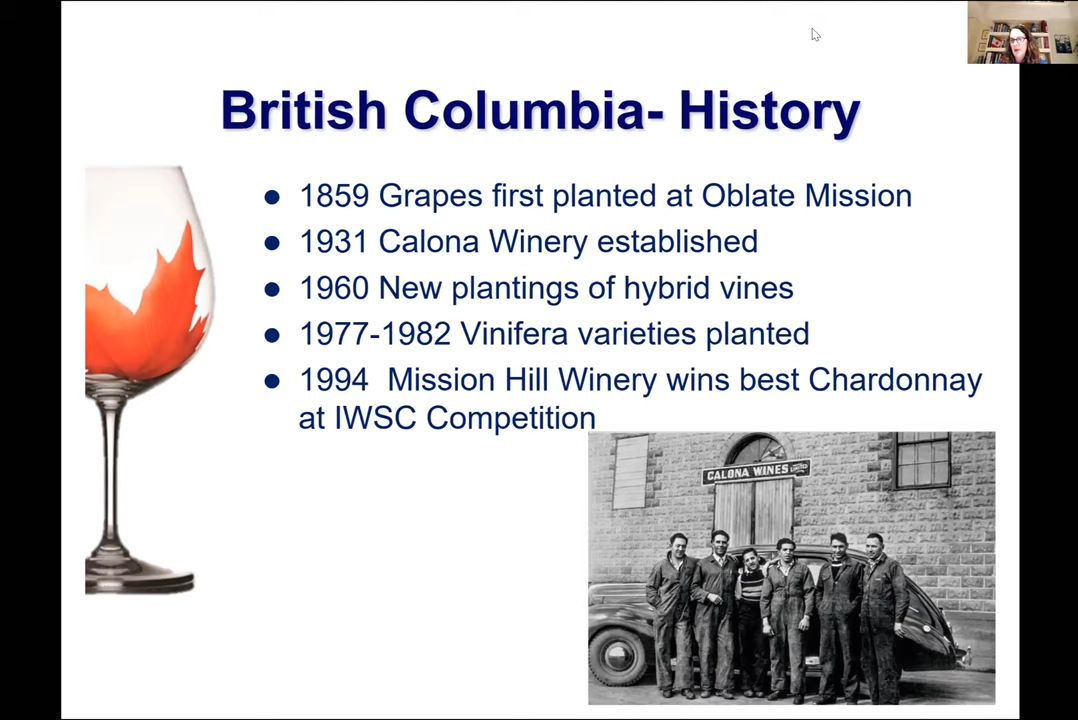 British Columbia- History
● 1859 Grapes first planted at Oblate Mission
● 1931 Calona Winery established
● 1960 New plantings of hybrid vines
● 1977-1982 Vinifera varieties planted
● 1994 Mission Hill Winery wins best Chardonnay
at IWSC Competition
CALONA WINES LIMITED